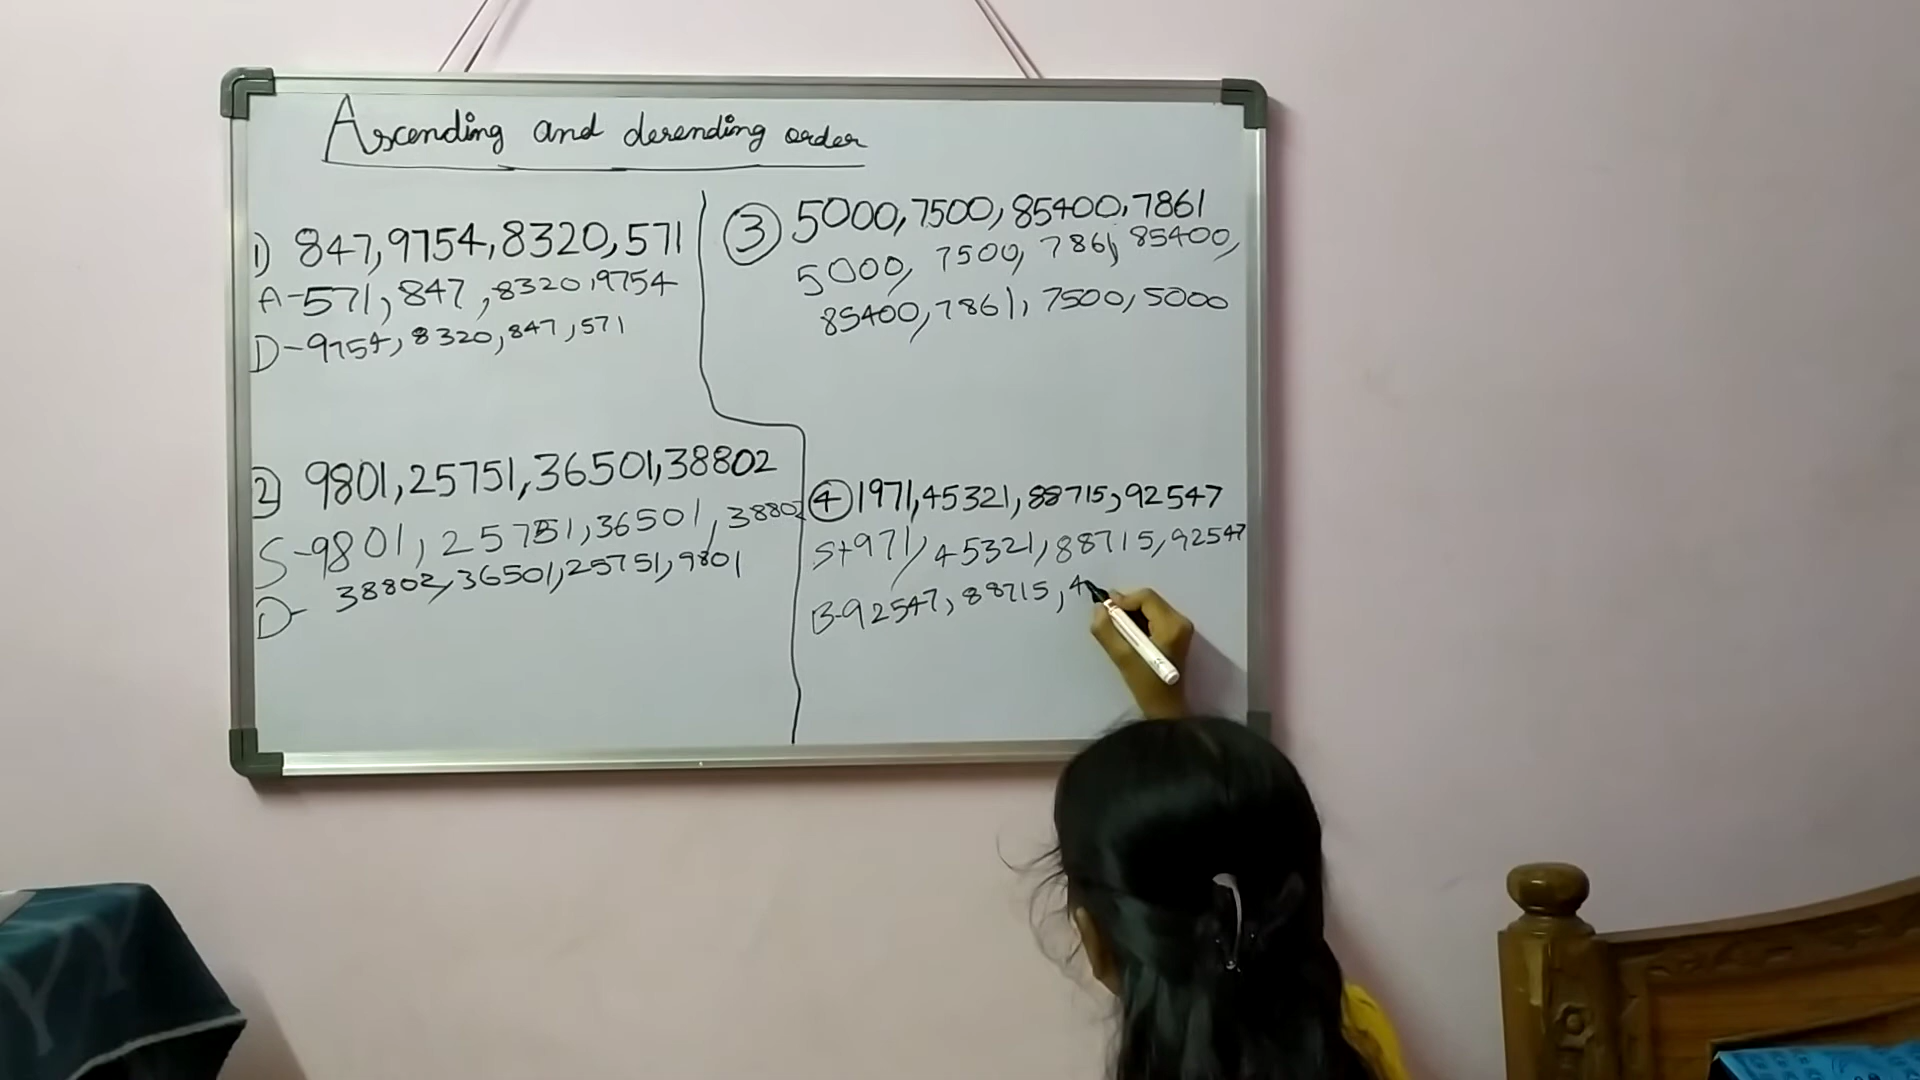 Ascending and desending order
1) 847,9754,8320,571
A-571,847,8320,9754
D-9754,8320,847,571
2) 9801,25751,36501,38802
S-9801,25751,36501,38802
D-38802,36501,25751,9801
3 5000,7500,85400,7861
5000,7500,7861,85400,
85400,7861,7500,5000
4 1971,45321,88715,92547
S+971,45321,88715,92547
B-92547,88715,4